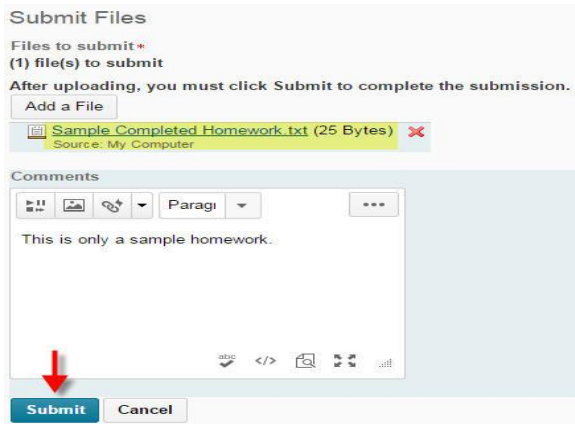 Submit Files
Files to submit*
(1) file(s) to submit
After uploading, you must click Submit to complete the submission.
Add a File
Sample Completed Homework.txt (25 Bytes)
Source: My Computer
Comments
Paragı
This is only a sample homework.
abc </>
Submit Cancel